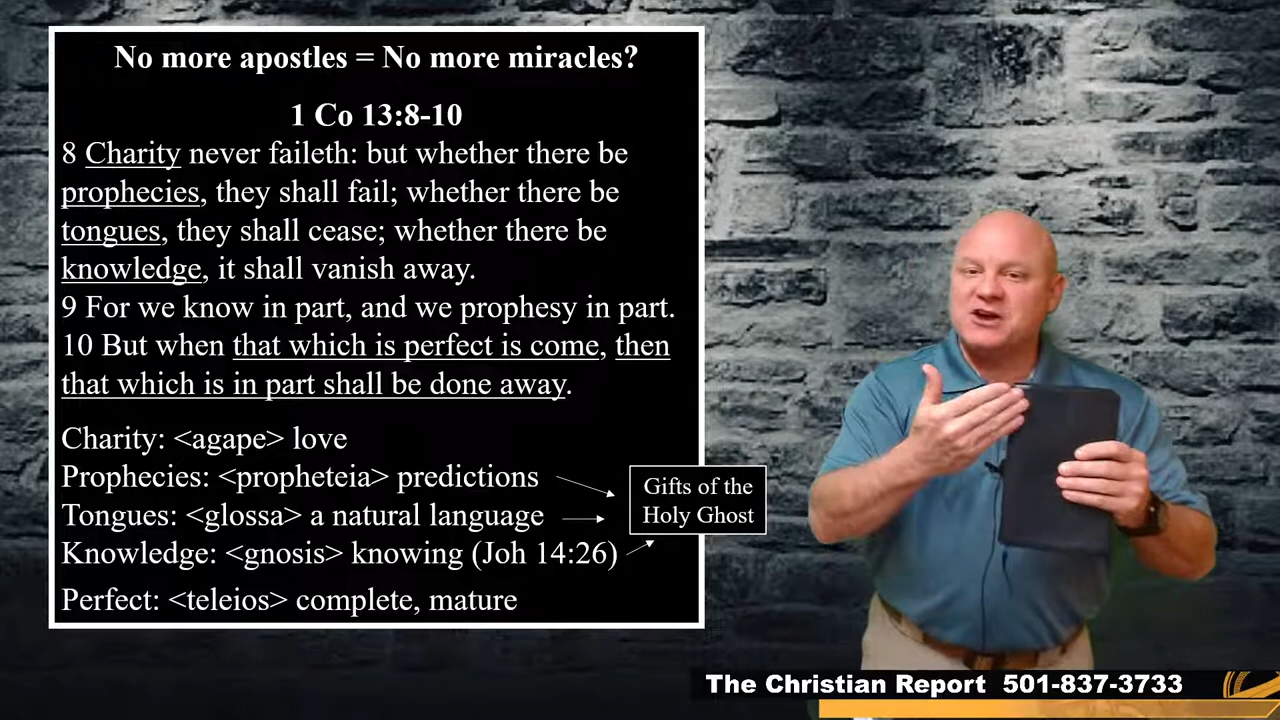 No more apostles = No more miracles?
1 Co 13:8-10
8 Charity never faileth: but whether there be
prophecies, they shall fail; whether there be
tongues, they shall cease; whether there be
knowledge, it shall vanish away.
9 For we know in part, and we prophesy in part.
10 But when that which is perfect is come, then
that which is in part shall be done away.
Charity: <agape> love
Prophecies: <propheteia> predictions
Tongues: <glossa> a natural language
Knowledge: <gnosis> knowing (Joh 14:26)
Perfect: <teleios> complete, mature
Gifts of the
Holy Ghost
The Christian Report 501-837-3733